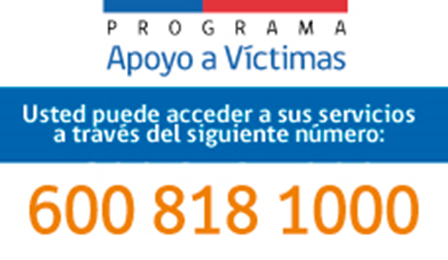 PROGRAMA
Apoyo a Víctimas
Usted puede acceder a sus servicios
a través del siguiente número:
600 818 1000